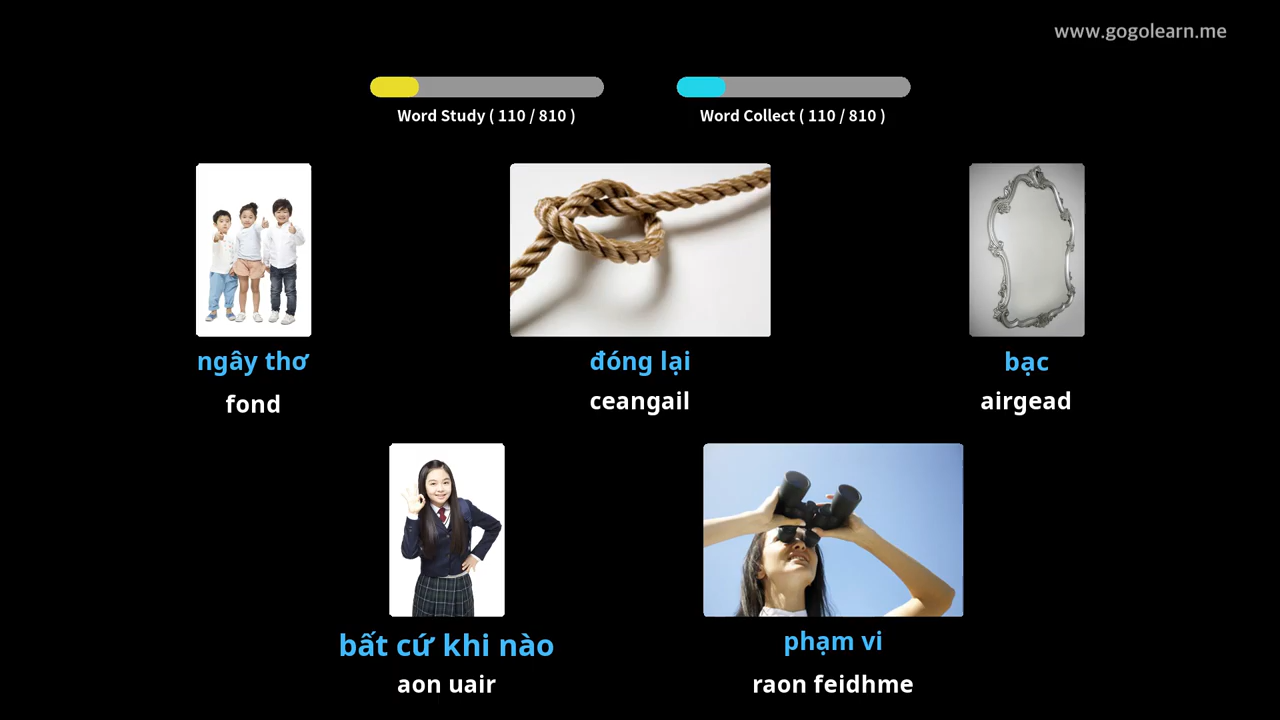 www.gogolearn.me
Word Study ( 110 / 810 )
Word Collect ( 110 / 810 )
ngây thơ
fond
đóng lại
ceangail
bạc
airgead
bất cứ khi nào
aon uair
phạm vi
raon feidhme